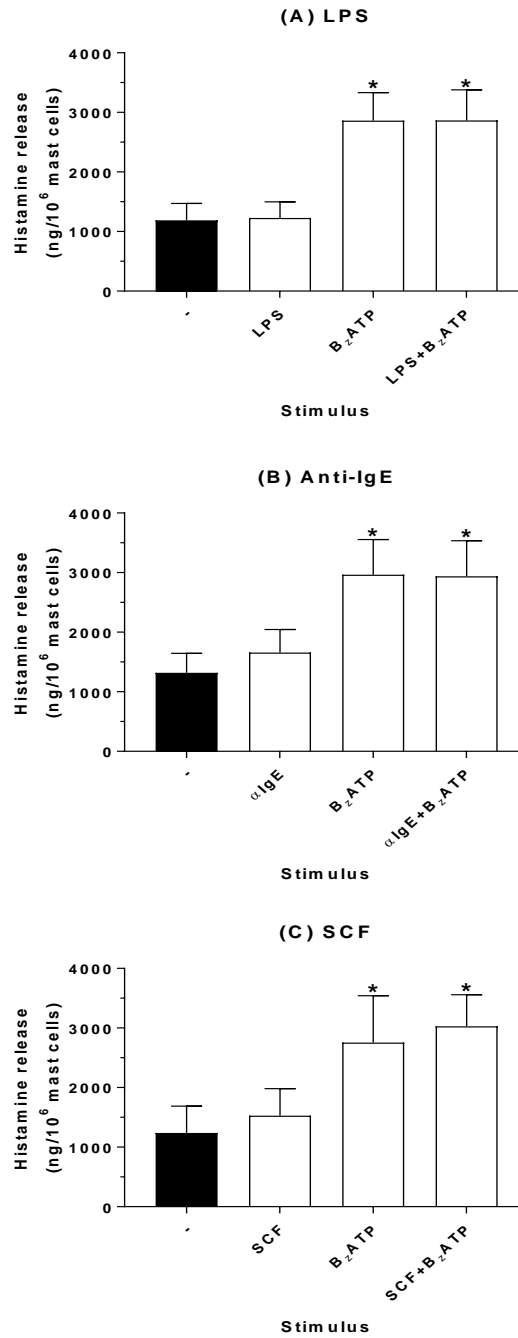 (A) LPS
4000
3000
2000
1000
0
Histamine release
(ng/10⁶ mast cells)
* *
- LPS BzATP LPS+BzATP
Stimulus
(B) Anti-IgE
4000
3000
2000
1000
0
Histamine release
(ng/10⁶ mast cells)
* *
- αIgE BzATP αIgE+BzATP
Stimulus
(C) SCF
4000
3000
2000
1000
0
Histamine release
(ng/10⁶ mast cells)
* *
- SCF BzATP SCF+BzATP
Stimulus